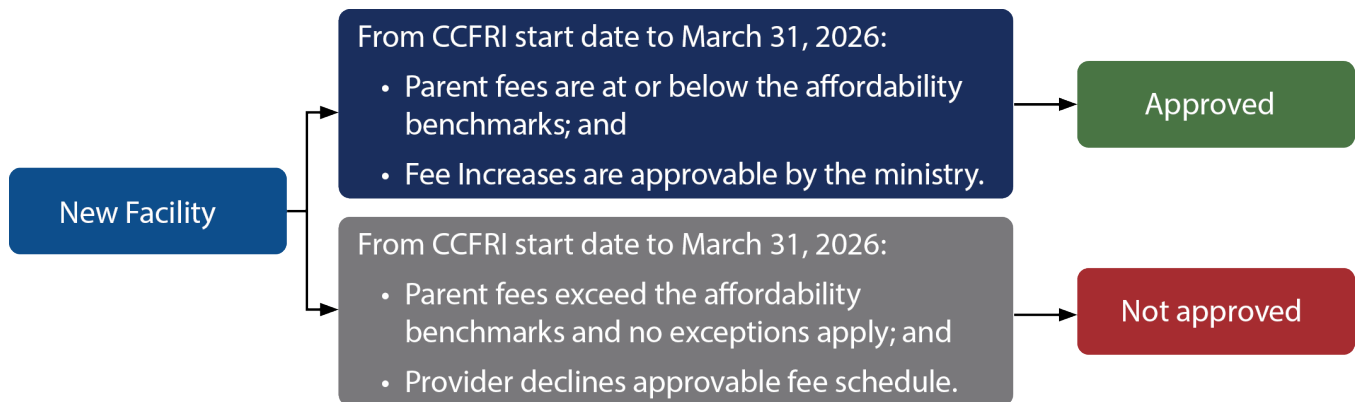 New Facility
From CCFRI start date to March 31, 2026:
• Parent fees are at or below the affordability
benchmarks; and
• Fee Increases are approvable by the ministry.
Approved
From CCFRI start date to March 31, 2026:
• Parent fees exceed the affordability
benchmarks and no exceptions apply; and
• Provider declines approvable fee schedule.
Not approved